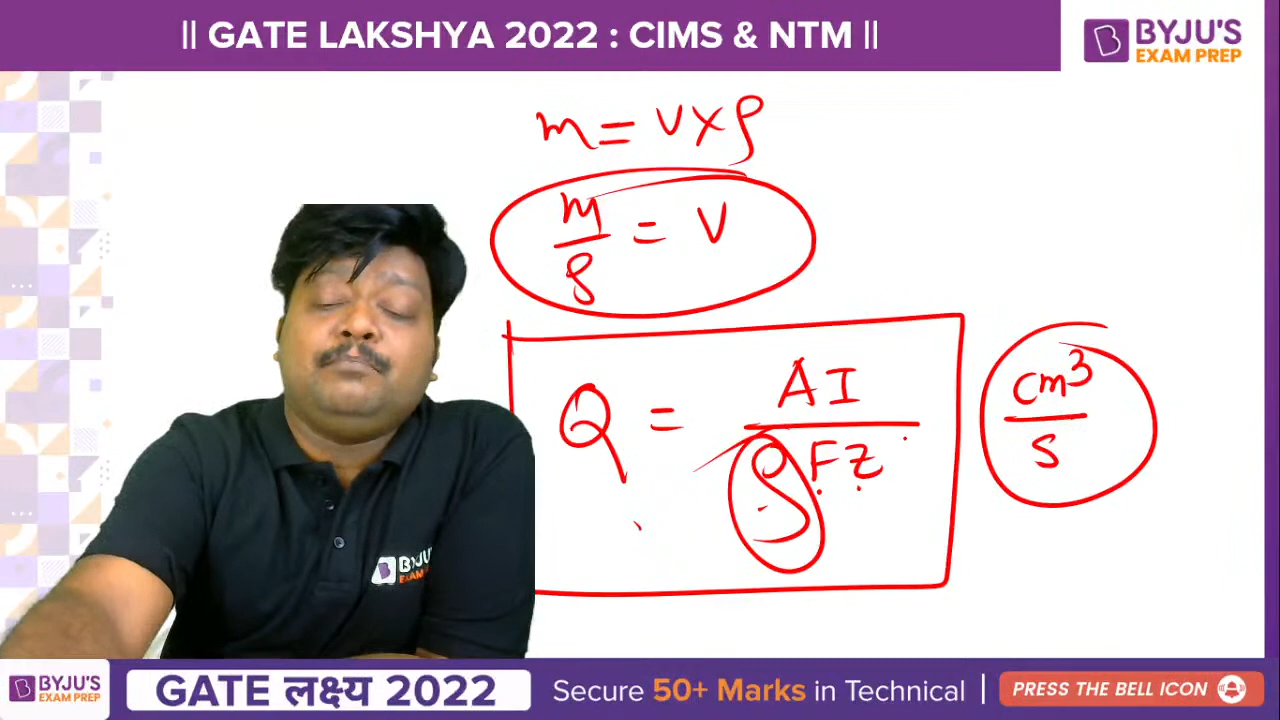 || GATE LAKSHYA 2022 : CIMS & NTM ||
BYJU'S
EXAM PREP
m = V × ρ
m/ρ = V
Q = AI/ρFZ
cm³/s
BYJU'S
EXAM
BYJU'S
EXAM PREP
GATE लक्ष्य 2022
Secure 50+ Marks in Technical
PRESS THE BELL ICON